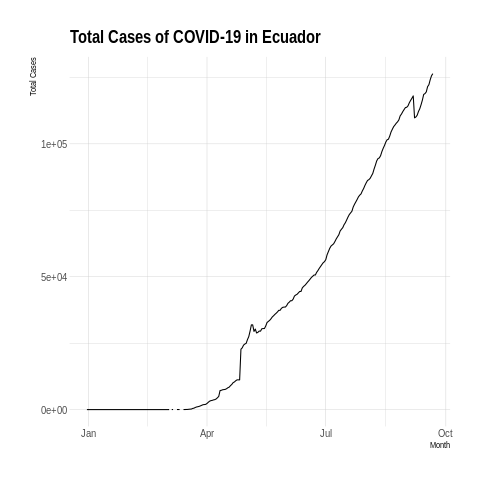 Total Cases of COVID-19 in Ecuador
Total Cases
1e+05
5e+04
0e+00
Jan Apr Jul Oct
Month